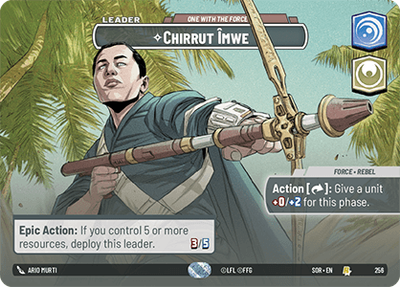 LEADER
ONE WITH THE FORCE
✧CHIRRUT ÎMWE
FORCE • REBEL
Action [↷]: Give a unit
+0/+2 for this phase.
Epic Action: If you control 5 or more
resources, deploy this leader.
3/5
ARIO MURTI
©LFL ©FFG
SOR • EN
256